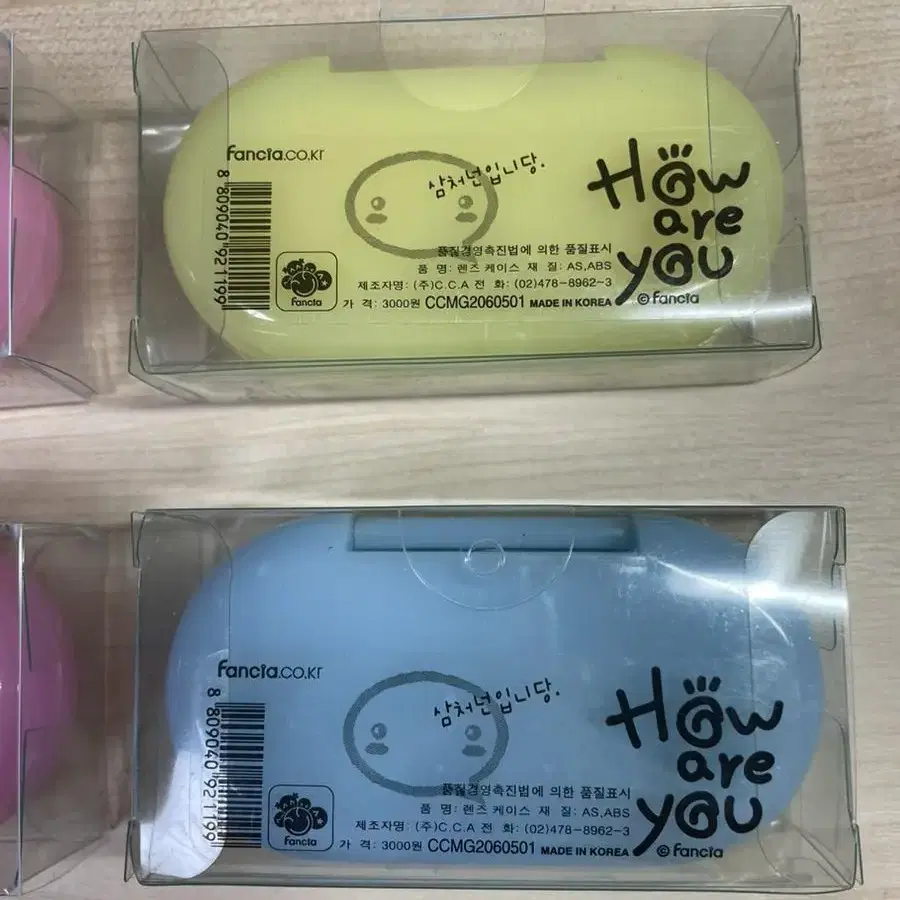 fancia.co.kr
8 809040 921199
삼처넌입니당.
How
are
you
품질경영촉진법에 의한 품질표시
품 명: 렌즈 케이스 재 질: AS,ABS
제조자명: (주)C.C.A 전 화: (02)478-8962-3
가 격: 3000원 CCMG2060501 MADE IN KOREA
© fancia
fancia
fancia.co.kr
8 809040 921199
삼처넌입니당.
How
are
you
품질경영촉진법에 의한 품질표시
품 명: 렌즈 케이스 재 질: AS,ABS
제조자명: (주)C.C.A 전 화: (02)478-8962-3
가 격: 3000원 CCMG2060501 MADE IN KOREA
© fancia
fancia